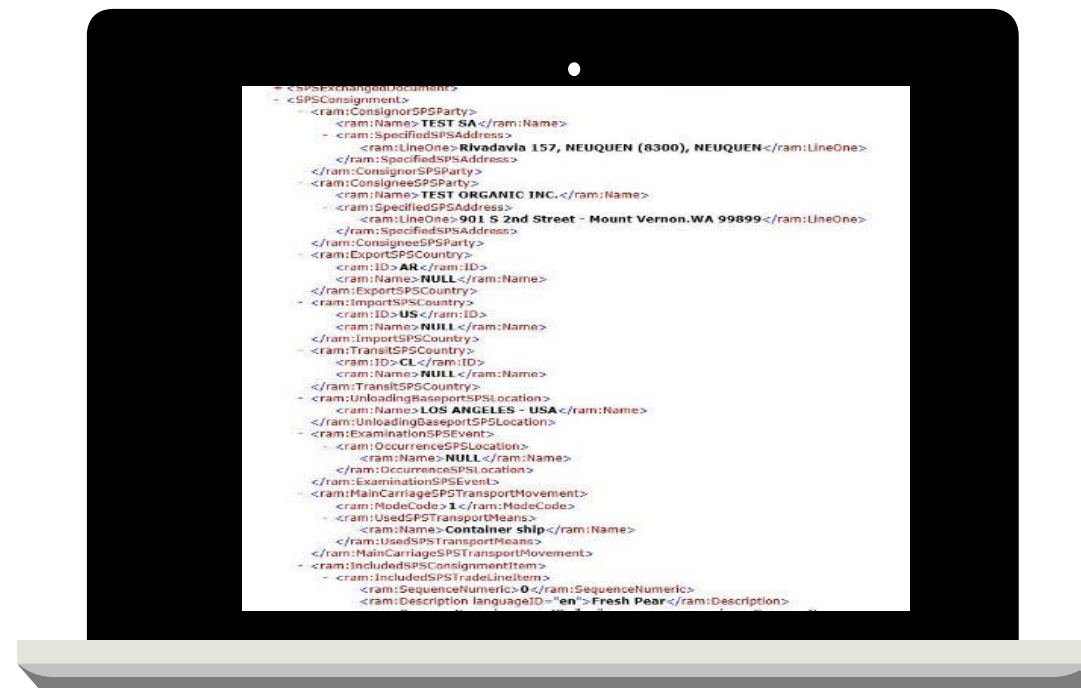 + <SPSExchangedDocument>
- <SPSConsignment>
- <ram:ConsignorSPSParty>
<ram:Name>TEST SA</ram:Name>
- <ram:SpecifiedSPSAddress>
<ram:LineOne>Rivadavia 157, NEUQUEN (8300), NEUQUEN</ram:LineOne>
</ram:SpecifiedSPSAddress>
</ram:ConsignorSPSParty>
- <ram:ConsigneeSPSParty>
<ram:Name>TEST ORGANIC INC.</ram:Name>
- <ram:SpecifiedSPSAddress>
<ram:LineOne>901 S 2nd Street - Mount Vernon.WA 99899</ram:LineOne>
</ram:SpecifiedSPSAddress>
</ram:ConsigneeSPSParty>
- <ram:ExportSPSCountry>
<ram:ID>AR</ram:ID>
<ram:Name>NULL</ram:Name>
</ram:ExportSPSCountry>
- <ram:ImportSPSCountry>
<ram:ID>US</ram:ID>
<ram:Name>NULL</ram:Name>
</ram:ImportSPSCountry>
- <ram:TransitSPSCountry>
<ram:ID>CL</ram:ID>
<ram:Name>NULL</ram:Name>
</ram:TransitSPSCountry>
- <ram:UnloadingBaseportSPSLocation>
<ram:Name>LOS ANGELES - USA</ram:Name>
</ram:UnloadingBaseportSPSLocation>
- <ram:ExaminationSPSEvent>
- <ram:OccurrenceSPSLocation>
<ram:Name>NULL</ram:Name>
</ram:OccurrenceSPSLocation>
</ram:ExaminationSPSEvent>
- <ram:MainCarriageSPSTransportMovement>
<ram:ModeCode>1</ram:ModeCode>
- <ram:UsedSPSTransportMeans>
<ram:Name>Container ship</ram:Name>
</ram:UsedSPSTransportMeans>
</ram:MainCarriageSPSTransportMovement>
- <ram:IncludedSPSConsignmentItem>
- <ram:IncludedSPSTradeLineItem>
<ram:SequenceNumeric>0</ram:SequenceNumeric>
<ram:Description languageID="en">Fresh Pear</ram:Description>